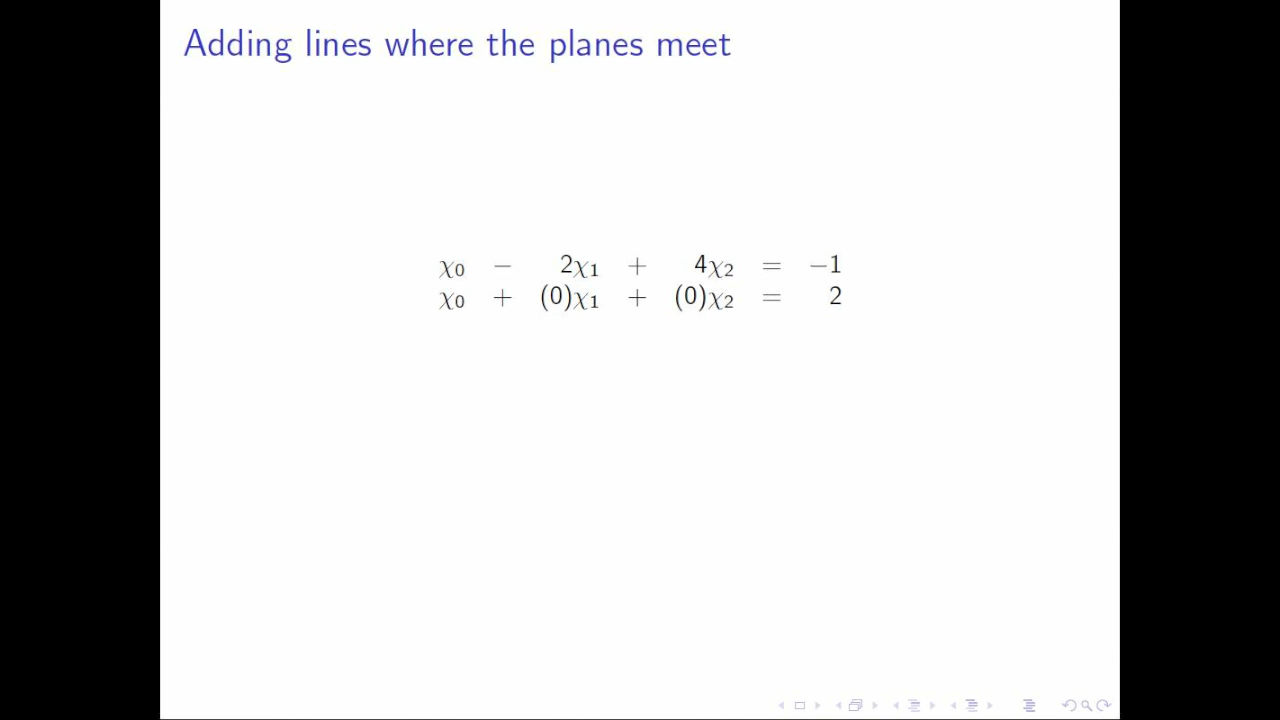 Adding lines where the planes meet
χ₀ − 2χ₁ + 4χ₂ = −1
χ₀ + (0)χ₁ + (0)χ₂ = 2